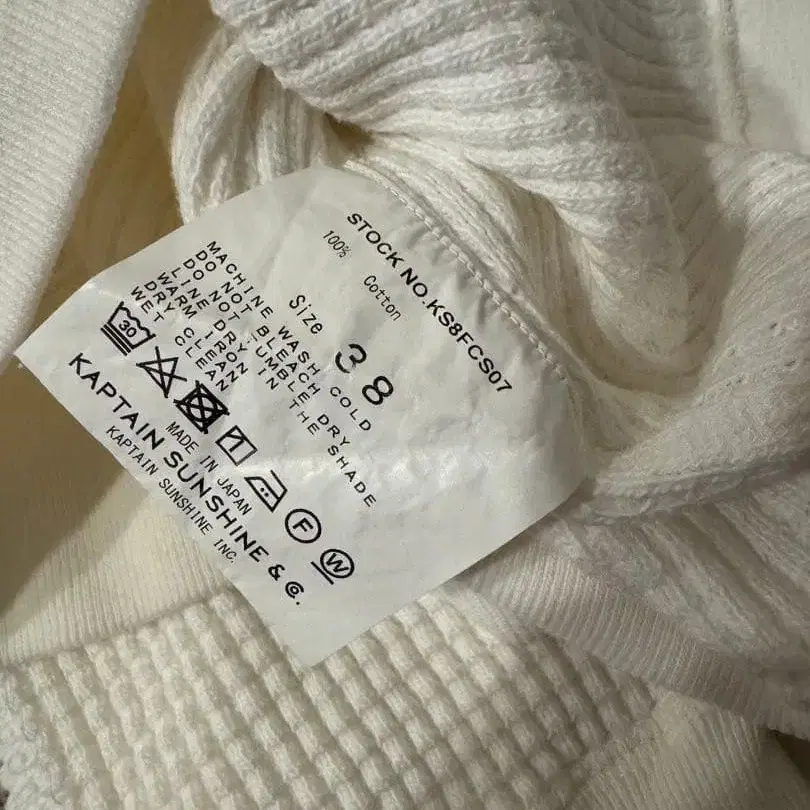 STOCK NO.KS8FCS07
100% Cotton
Size 38
MACHINE WASH COLD
DO NOT BLEACH
DO NOT TUMBLE DRY
LINE DRY IN THE SHADE
WARM IRON
DRY CLEAN
WET CLEAN
30 F W
MADE IN JAPAN
KAPTAIN SUNSHINE & Co.
KAPTAIN SUNSHINE INC.